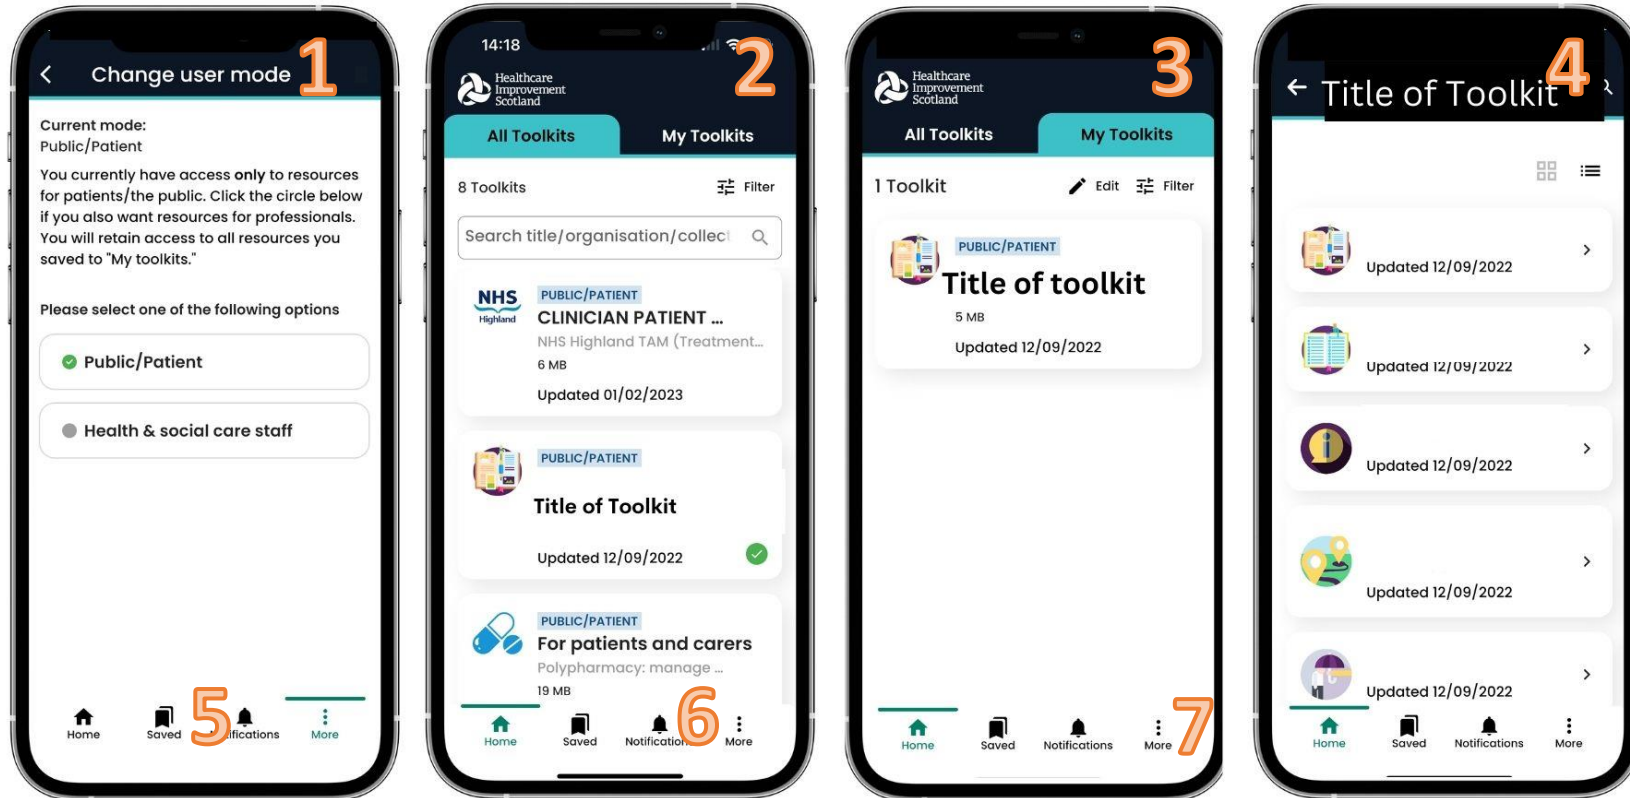 1
Change user mode
Current mode:
Public/Patient
You currently have access only to resources
for patients/the public. Click the circle below
if you also want resources for professionals.
You will retain access to all resources you
saved to "My toolkits."
Please select one of the following options
Public/Patient
Health & social care staff
5
Home Saved Notifications More
14:18
2
Healthcare
Improvement
Scotland
All Toolkits My Toolkits
8 Toolkits Filter
Search title/organisation/collect
NHS
Highland
PUBLIC/PATIENT
CLINICIAN PATIENT ...
NHS Highland TAM (Treatment...
6 MB
Updated 01/02/2023
PUBLIC/PATIENT
Title of Toolkit
Updated 12/09/2022
PUBLIC/PATIENT
For patients and carers
Polypharmacy: manage ...
19 MB
6
Home Saved Notifications More
3
Healthcare
Improvement
Scotland
All Toolkits My Toolkits
1 Toolkit Edit Filter
PUBLIC/PATIENT
Title of toolkit
5 MB
Updated 12/09/2022
7
Home Saved Notifications More
4
Title of Toolkit
Updated 12/09/2022
Updated 12/09/2022
Updated 12/09/2022
Updated 12/09/2022
Updated 12/09/2022
Home Saved Notifications More